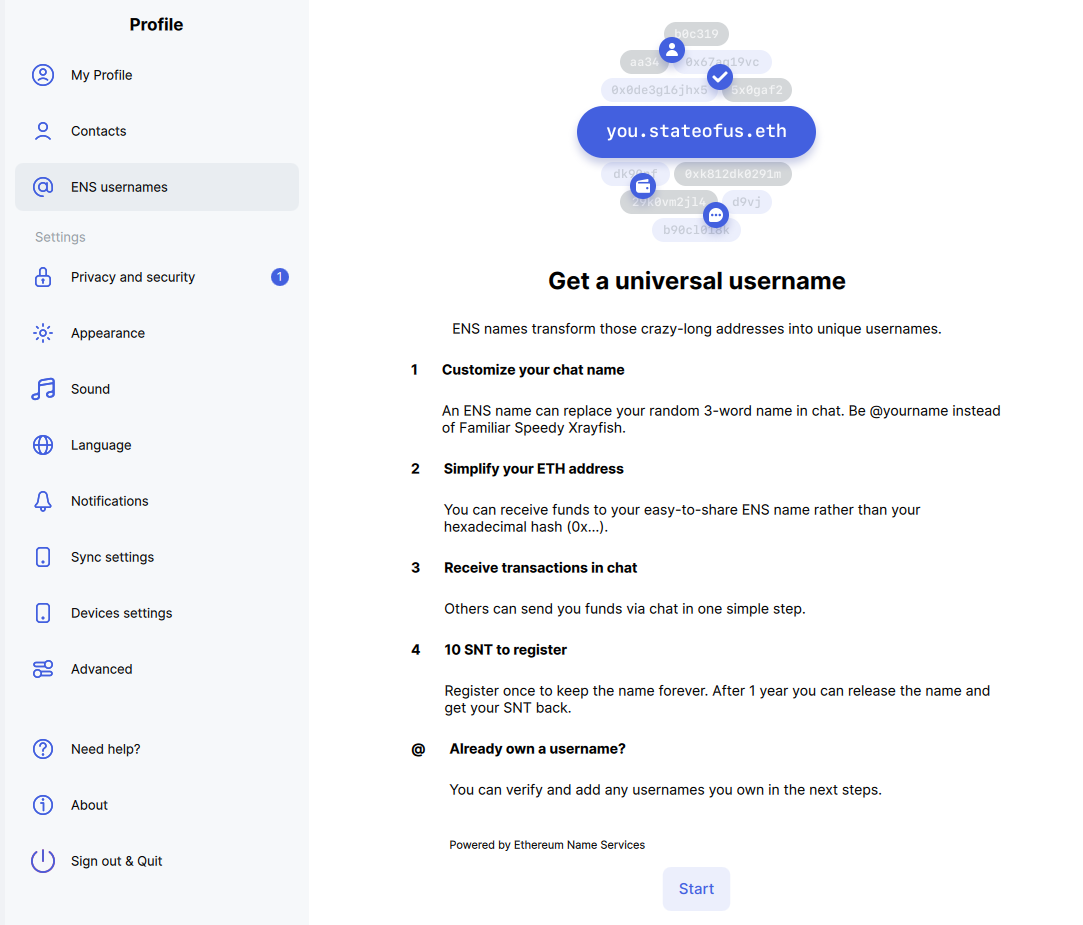 Profile
My Profile
Contacts
ENS usernames
Settings
Privacy and security 1
Appearance
Sound
Language
Notifications
Sync settings
Devices settings
Advanced
Need help?
About
Sign out & Quit
b0c319
aa34
0x0de3g16jhx5
you.stateofus.eth
0xk812dk0291m
d9vj
Get a universal username
ENS names transform those crazy-long addresses into unique usernames.
1 Customize your chat name
An ENS name can replace your random 3-word name in chat. Be @yourname instead
of Familiar Speedy Xrayfish.
2 Simplify your ETH address
You can receive funds to your easy-to-share ENS name rather than your
hexadecimal hash (0x...).
3 Receive transactions in chat
Others can send you funds via chat in one simple step.
4 10 SNT to register
Register once to keep the name forever. After 1 year you can release the name and
get your SNT back.
@ Already own a username?
You can verify and add any usernames you own in the next steps.
Powered by Ethereum Name Services
Start